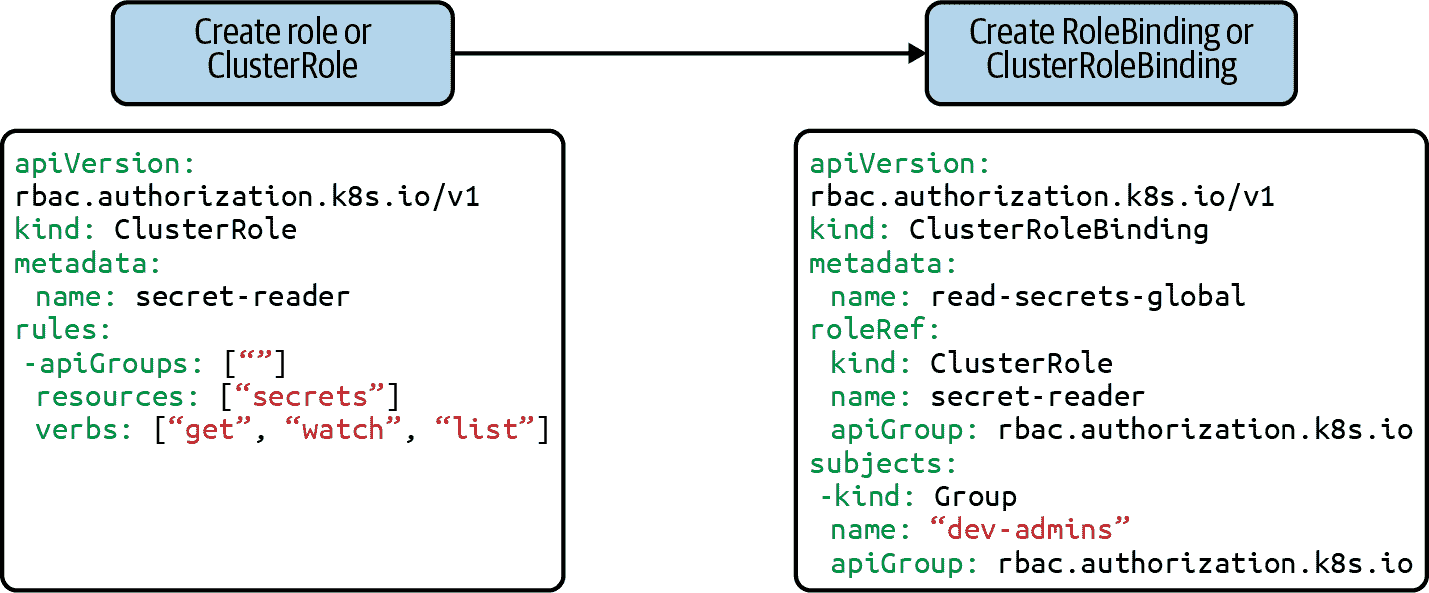 Create role or
ClusterRole
Create RoleBinding or
ClusterRoleBinding
apiVersion:
rbac.authorization.k8s.io/v1
kind: ClusterRole
metadata:
 name: secret-reader
rules:
 -apiGroups: [“”]
 resources: [“secrets”]
 verbs: [“get”, “watch”, “list”]
apiVersion:
rbac.authorization.k8s.io/v1
kind: ClusterRoleBinding
metadata:
 name: read-secrets-global
roleRef:
 kind: ClusterRole
 name: secret-reader
 apiGroup: rbac.authorization.k8s.io
subjects:
 -kind: Group
 name: “dev-admins”
 apiGroup: rbac.authorization.k8s.io